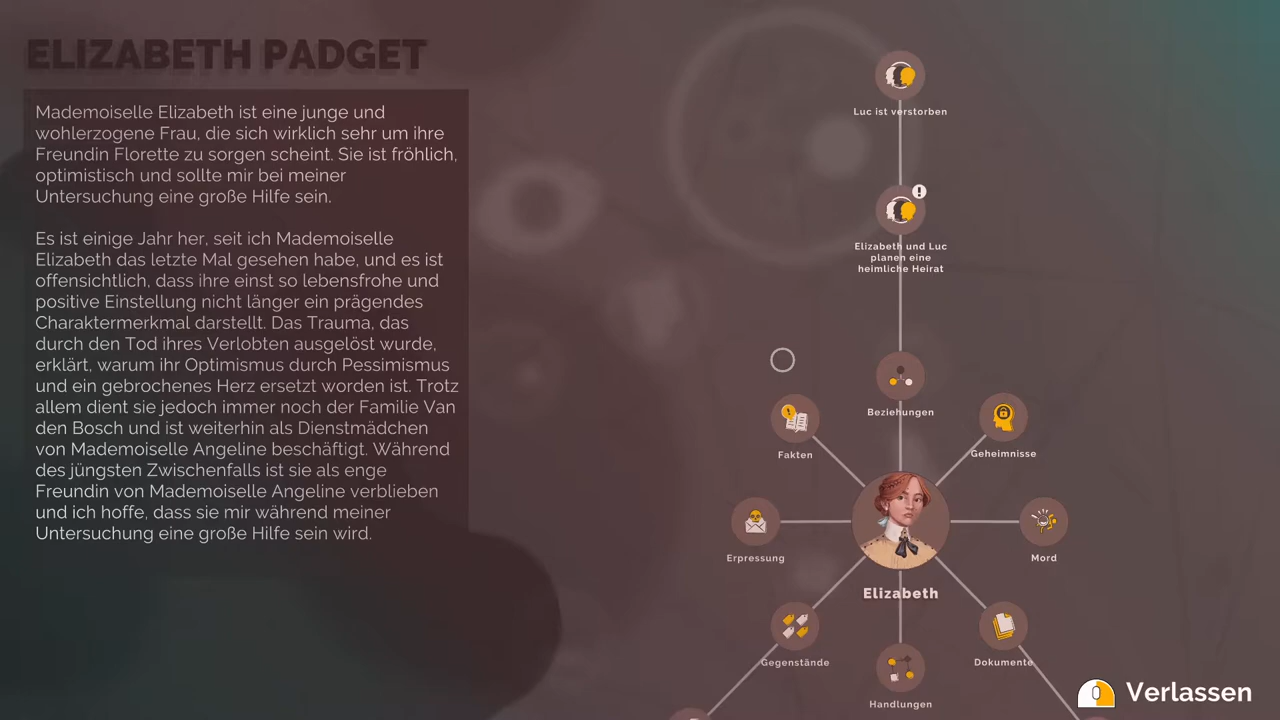 ELIZABETH PADGET
Mademoiselle Elizabeth ist eine junge und
wohlerzogene Frau, die sich wirklich sehr um ihre
Freundin Florette zu sorgen scheint. Sie ist fröhlich,
optimistisch und sollte mir bei meiner
Untersuchung eine große Hilfe sein.
Es ist einige Jahr her, seit ich Mademoiselle
Elizabeth das letzte Mal gesehen habe, und es ist
offensichtlich, dass ihre einst so lebensfrohe und
positive Einstellung nicht länger ein prägendes
Charaktermerkmal darstellt. Das Trauma, das
durch den Tod ihres Verlobten ausgelöst wurde,
erklärt, warum ihr Optimismus durch Pessimismus
und ein gebrochenes Herz ersetzt worden ist. Trotz
allem dient sie jedoch immer noch der Familie Van
den Bosch und ist weiterhin als Dienstmädchen
von Mademoiselle Angeline beschäftigt. Während
des jüngsten Zwischenfalls ist sie als enge
Freundin von Mademoiselle Angeline verblieben
und ich hoffe, dass sie mir während meiner
Untersuchung eine große Hilfe sein wird.
Luc ist verstorben
Elizabeth und Luc
planen eine
heimliche Heirat
Beziehungen
Fakten
Geheimnisse
Erpressung
Mord
Elizabeth
Gegenstände
Dokumente
Handlungen
Verlassen